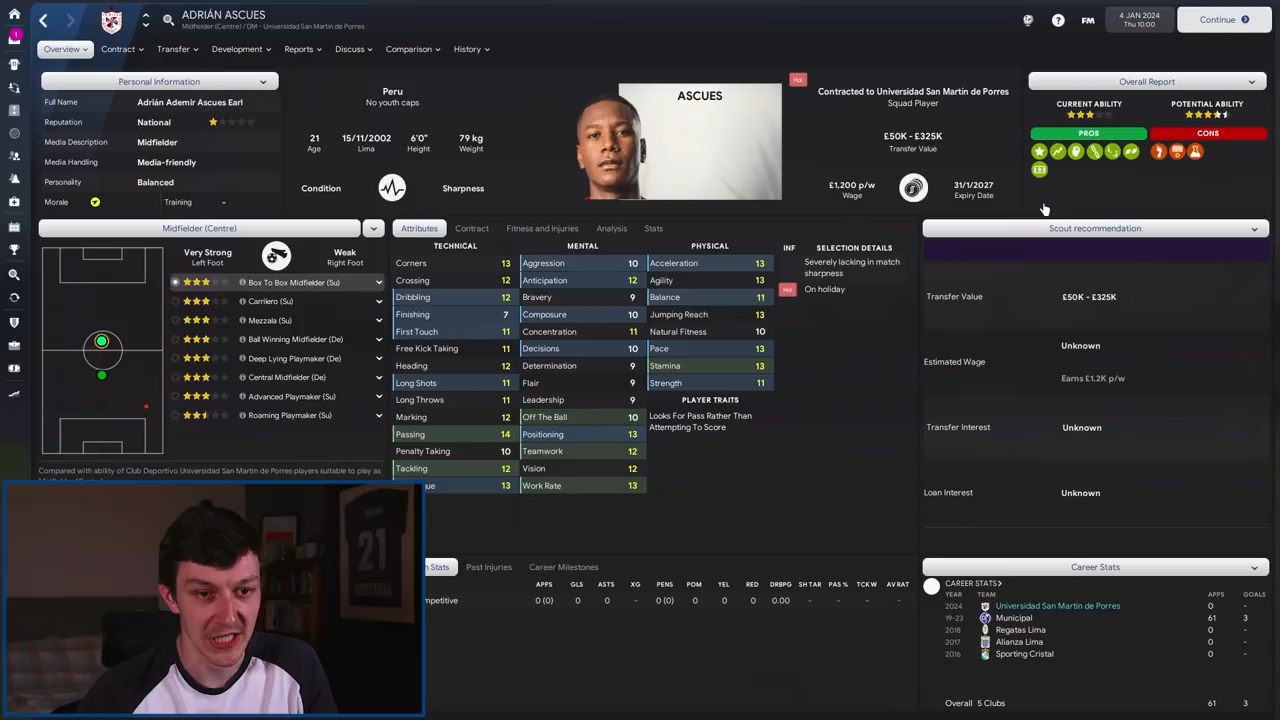 ADRIÁN ASCUES
Midfielder (Centre) / DM - Universidad San Martín de Porres
4 JAN 2024
Thu 10:00
FM
Continue
1
Overview
Contract
Transfer
Development
Reports
Discuss
Comparison
History
Personal Information
Full Name Adrián Ademir Ascues Earl
Reputation National
Media Description Midfielder
Media Handling Media-friendly
Personality Balanced
Morale
Training -
Peru
No youth caps
21 15/11/2002 6'0" 79 kg
Age Lima Height Weight
Condition
Sharpness
ASCUES
Hol
Contracted to Universidad San Martín de Porres
Squad Player
£50K - £325K
Transfer Value
£1,200 p/w
Wage
31/1/2027
Expiry Date
Overall Report
CURRENT ABILITY
POTENTIAL ABILITY
PROS
CONS
Midfielder (Centre)
Very Strong
Left Foot
Weak
Right Foot
Box To Box Midfielder (Su)
Carrilero (Su)
Mezzala (Su)
Ball Winning Midfielder (De)
Deep Lying Playmaker (De)
Central Midfielder (De)
Advanced Playmaker (Su)
Roaming Playmaker (Su)
Compared with ability of Club Deportivo Universidad San Martín de Porres players suitable to play as
Attributes
Contract
Fitness and Injuries
Analysis
Stats
TECHNICAL
Corners 13
Crossing 12
Dribbling 12
Finishing 7
First Touch 11
Free Kick Taking 11
Heading 12
Long Shots 11
Long Throws 11
Marking 12
Passing 14
Penalty Taking 10
Tackling 12
que 13
MENTAL
Aggression 10
Anticipation 12
Bravery 9
Composure 10
Concentration 11
Decisions 10
Determination 9
Flair 9
Leadership 9
Off The Ball 10
Positioning 13
Teamwork 12
Vision 12
Work Rate 13
PHYSICAL
Acceleration 13
Agility 13
Balance 11
Jumping Reach 13
Natural Fitness 10
Pace 13
Stamina 13
Strength 11
PLAYER TRAITS
Looks For Pass Rather Than
Attempting To Score
INF SELECTION DETAILS
Severely lacking in match
sharpness
Hol On holiday
Scout recommendation
Transfer Value £50K - £325K
Estimated Wage Unknown
Earns £1.2K p/w
Transfer Interest Unknown
Loan Interest Unknown
21
Stats
Past Injuries
Career Milestones
APPS GLS ASTS XG PENS POM YEL RED DRBPG SH TAR PAS % TCK W AV RAT
mpetitive 0 (0) 0 0 - 0 (0) 0 0 0 0.00 - - - -
Career Stats
CAREER STATS
YEAR TEAM APPS GOALS
2024 Universidad San Martín de Porres 0 -
19-23 Municipal 61 3
2018 Regatas Lima 0 -
2017 Alianza Lima 0 -
2016 Sporting Cristal 0 -
Overall 5 Clubs 61 3